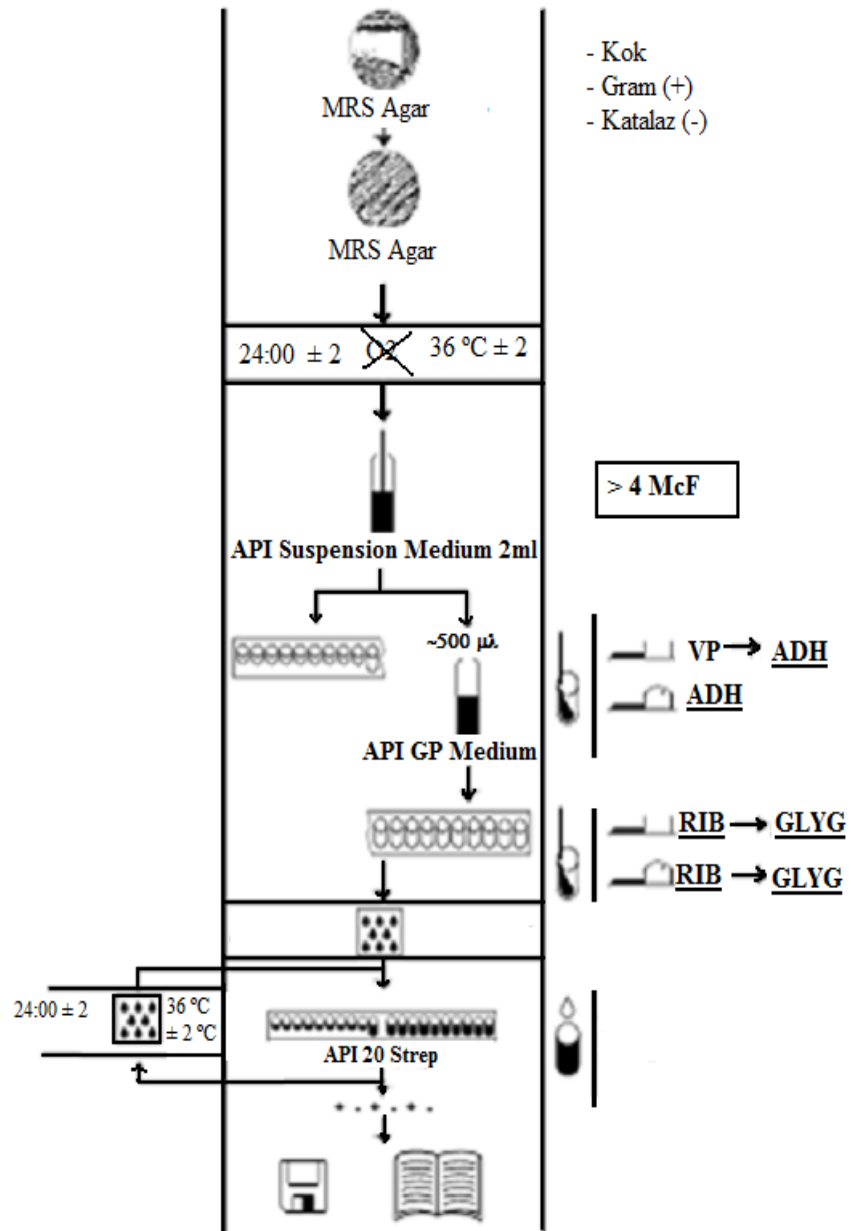 MRS Agar
- Kok
- Gram (+)
- Katalaz (-)
MRS Agar
24:00 ± 2 O2 36 ºC ± 2
> 4 McF
API Suspension Medium 2ml
~500 μλ
VP → ADH
ADH
API GP Medium
RIB → GLYG
RIB → GLYG
24:00 ± 2
36 ºC
± 2 ºC
API 20 Strep
+ . + . + .